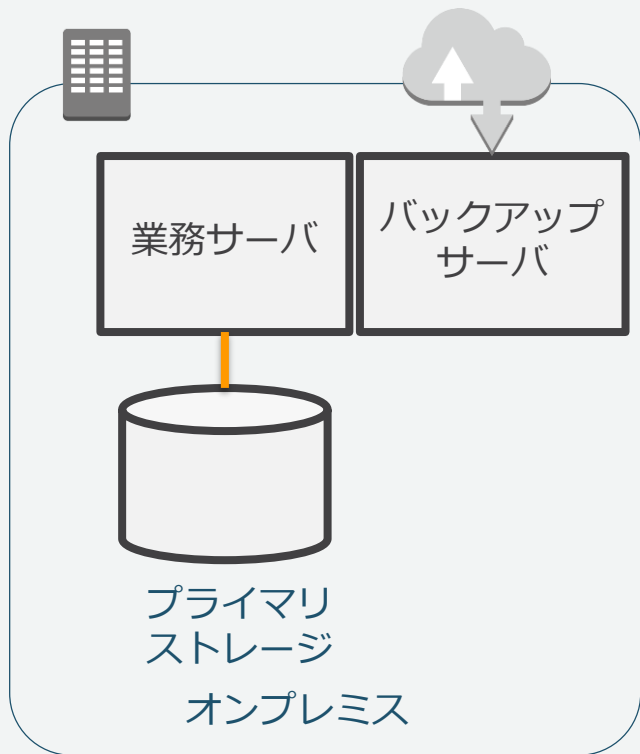 業務サーバ
バックアップ
サーバ
プライマリ
ストレージ
オンプレミス